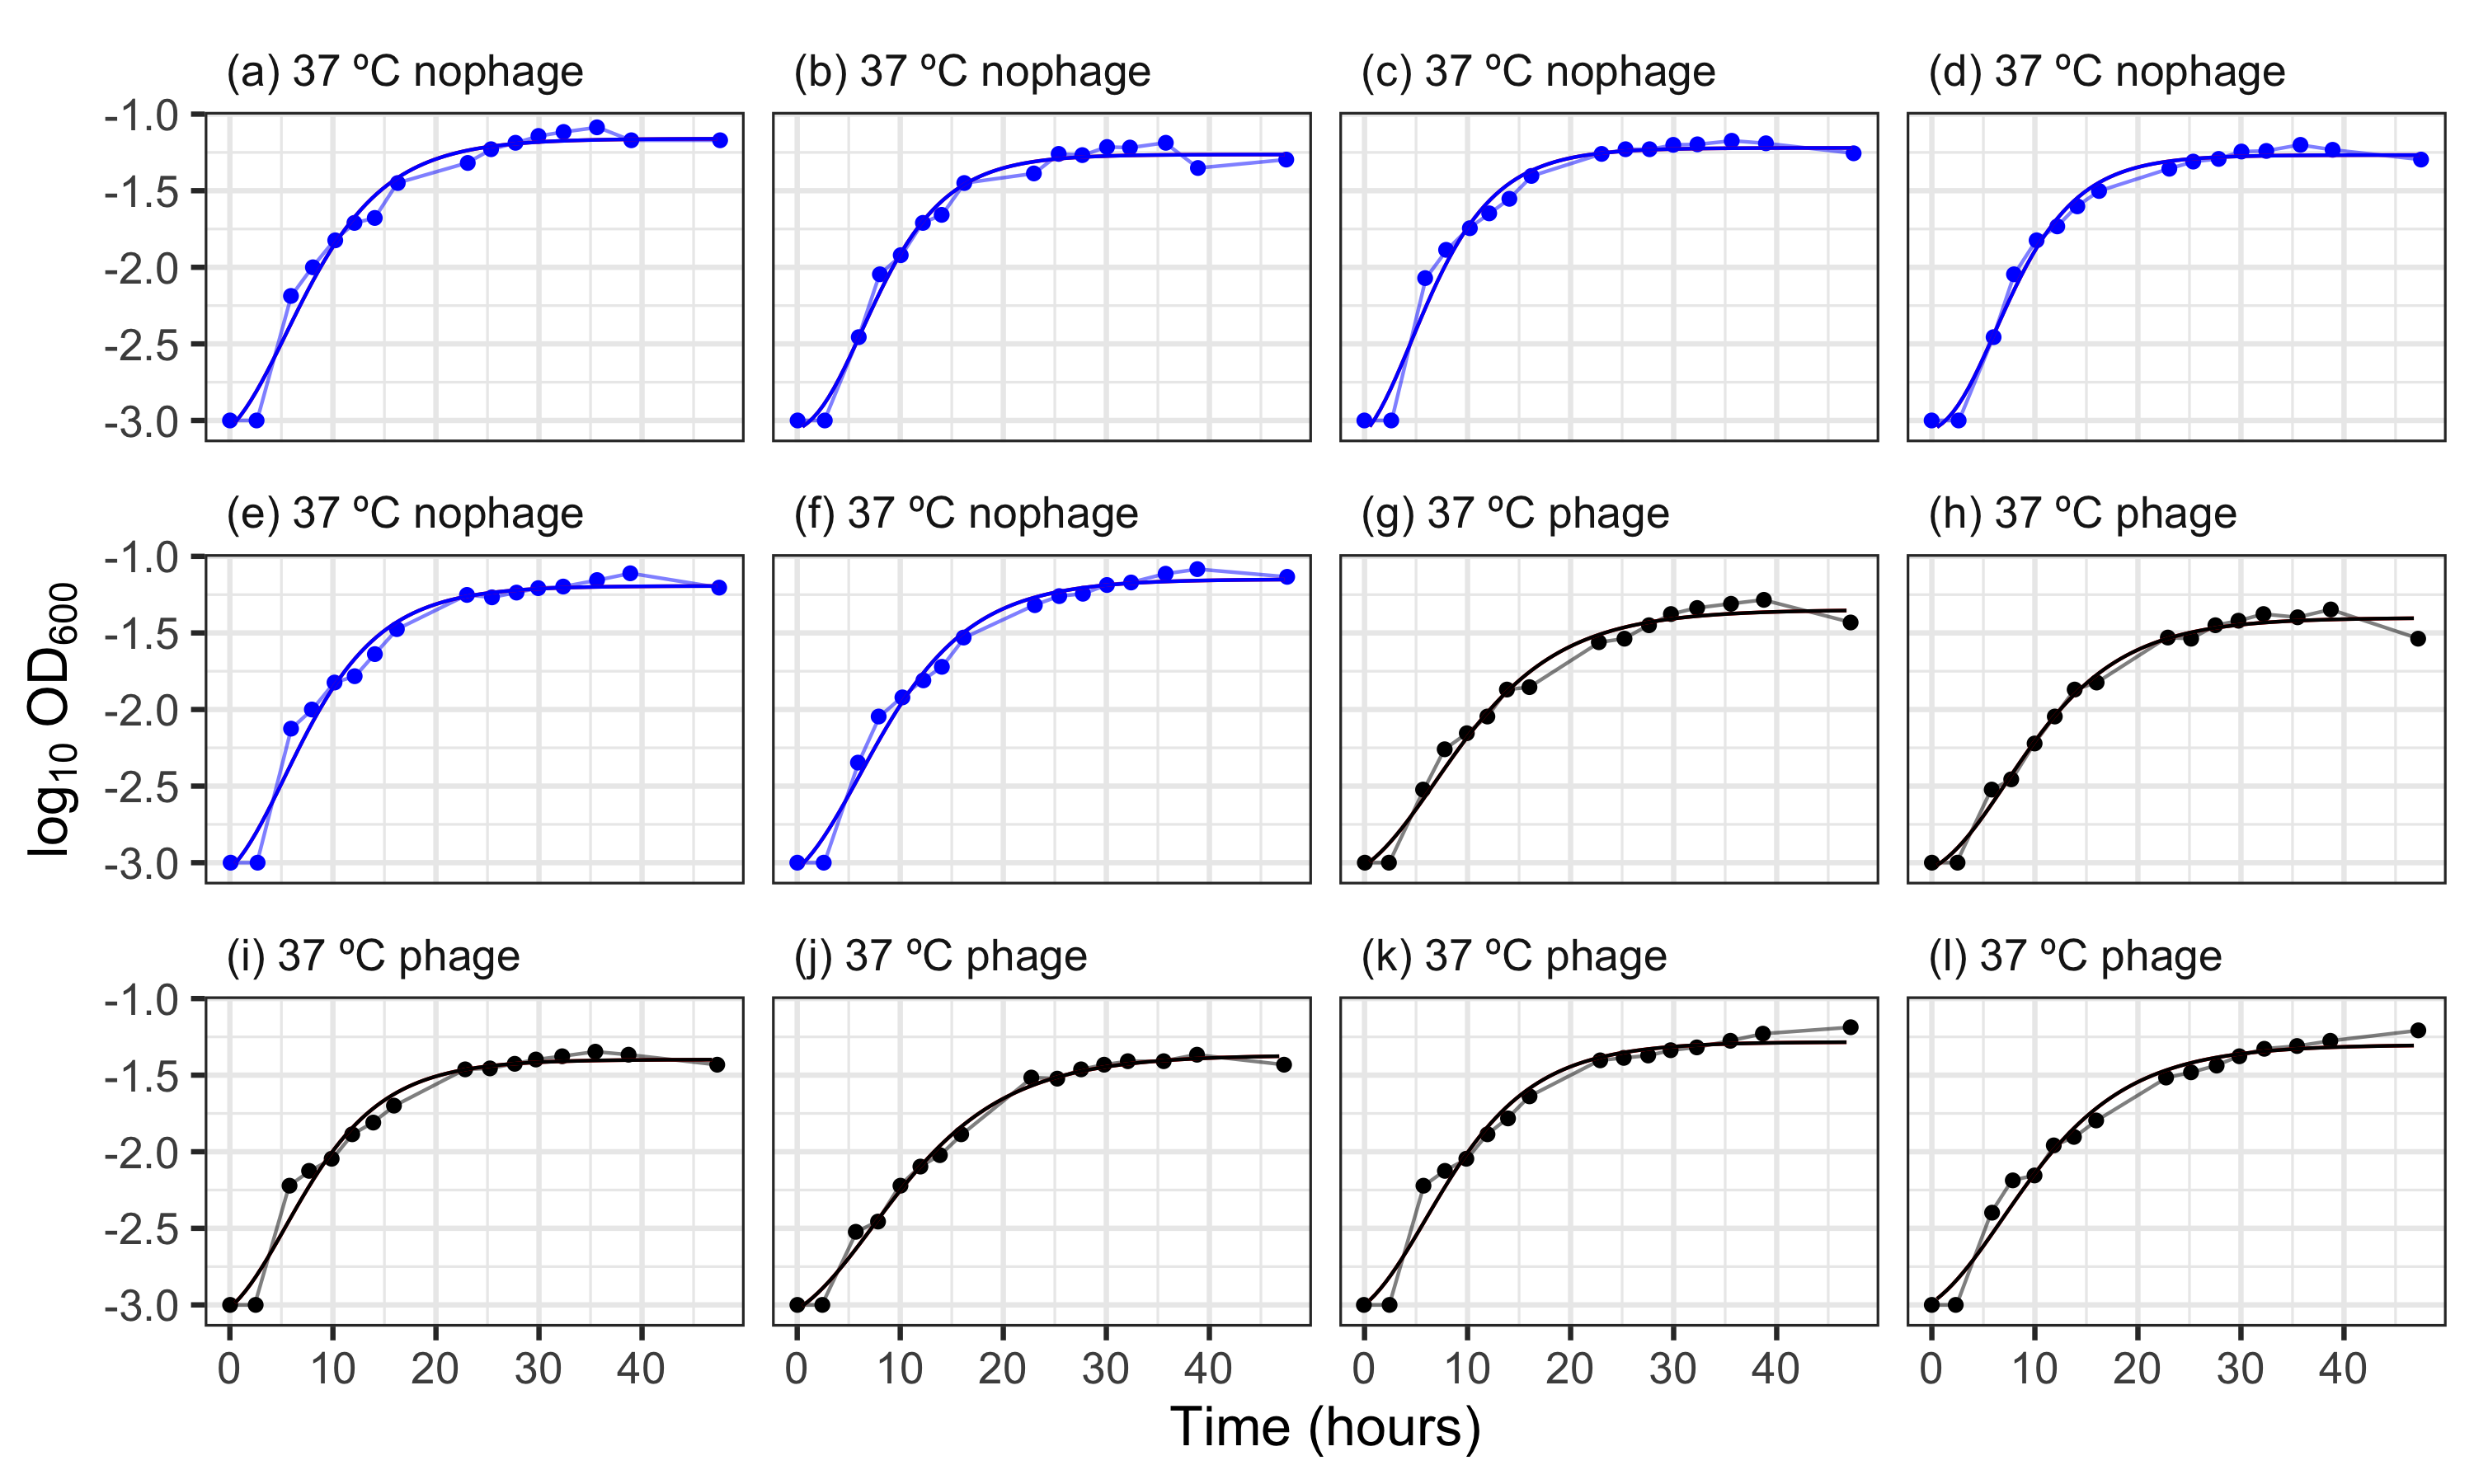 (a) 37 ºC nophage (b) 37 ºC nophage (c) 37 ºC nophage (d) 37 ºC nophage
-1.0
-1.5
-2.0
-2.5
-3.0
(e) 37 ºC nophage (f) 37 ºC nophage (g) 37 ºC phage (h) 37 ºC phage
-1.0
-1.5
-2.0
-2.5
-3.0
log10 OD600
(i) 37 ºC phage (j) 37 ºC phage (k) 37 ºC phage (l) 37 ºC phage
-1.0
-1.5
-2.0
-2.5
-3.0
0 10 20 30 40 0 10 20 30 40 0 10 20 30 40 0 10 20 30 40
Time (hours)